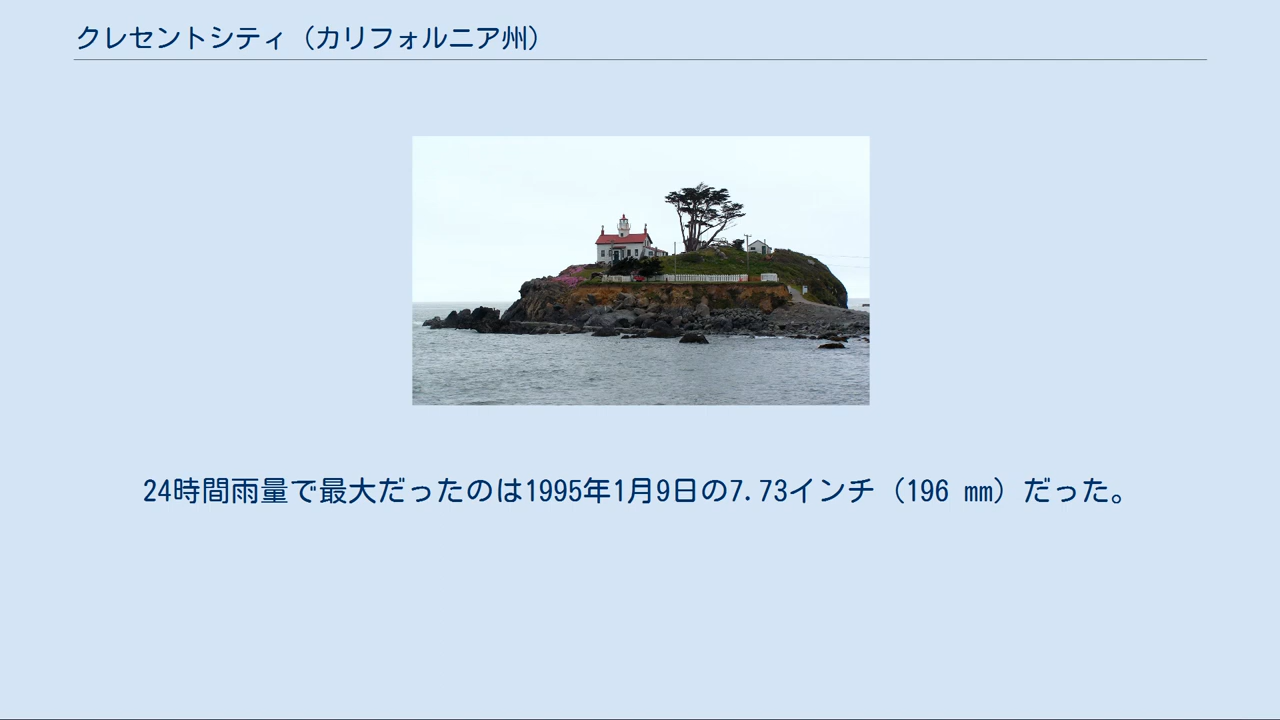 クレセントシティ（カリフォルニア州）
24時間雨量で最大だったのは1995年1月9日の7.73インチ（196 mm）だった。